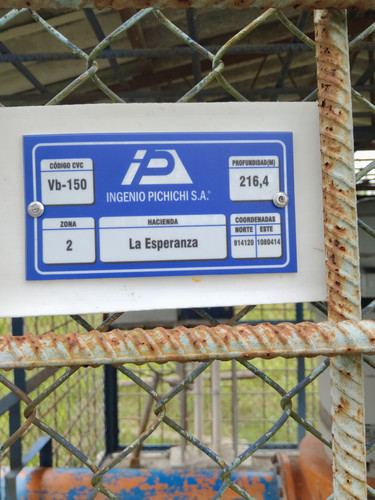 CÓDIGO CVC
Vb-150
iP
INGENIO PICHICHI S.A.
PROFUNDIDAD(M)
216,4
ZONA
2
HACIENDA
La Esperanza
COORDENADAS
NORTE ESTE
914120 1080414